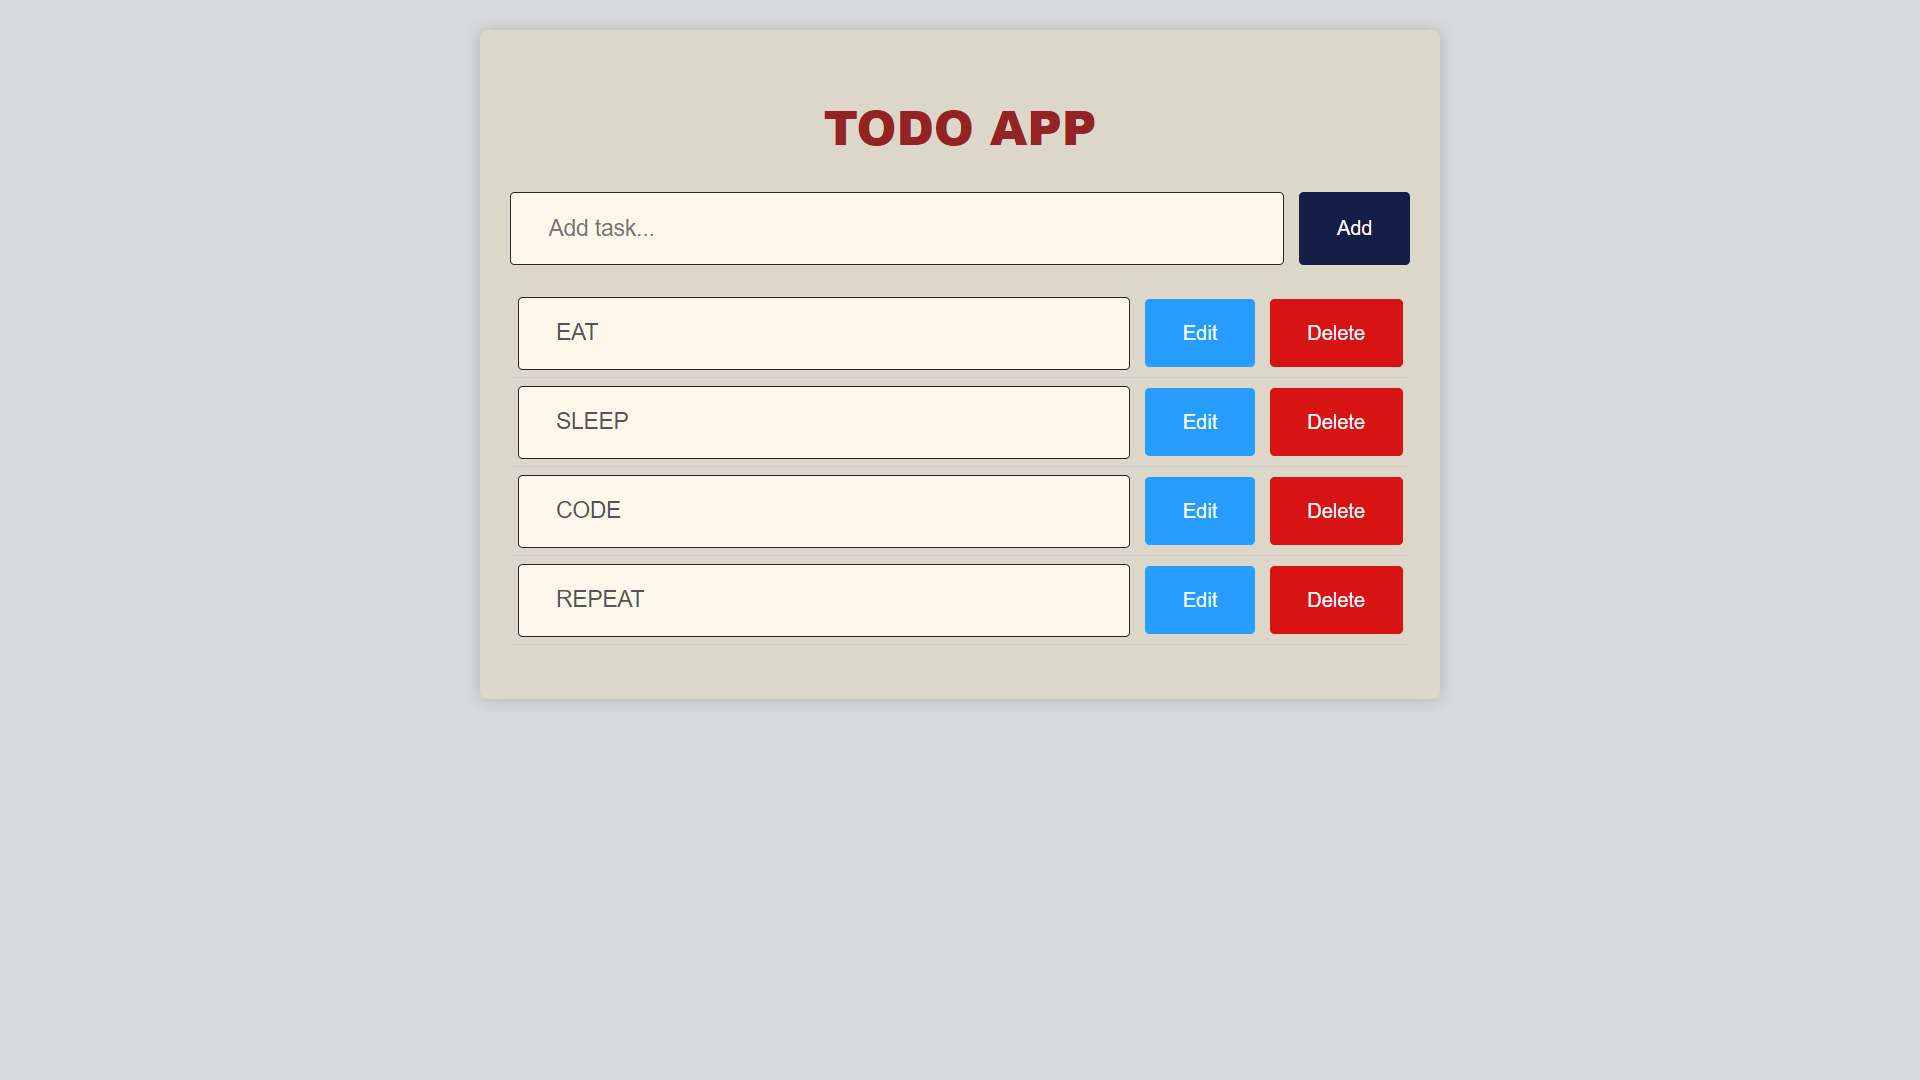 TODO APP
Add task... Add
EAT Edit Delete
SLEEP Edit Delete
CODE Edit Delete
REPEAT Edit Delete